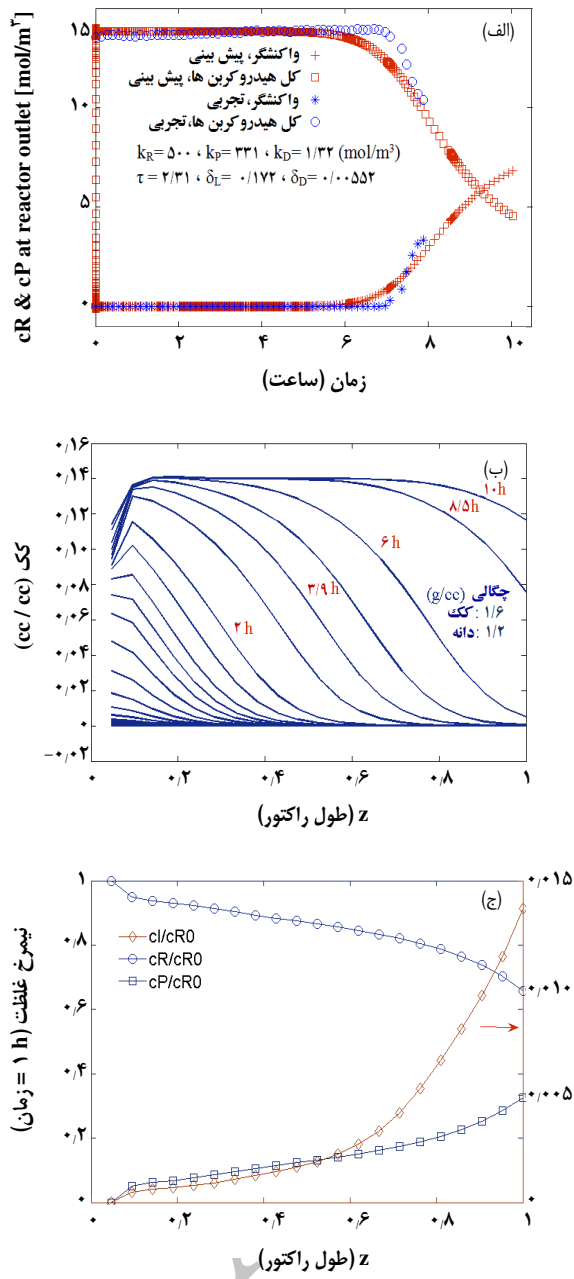 (الف)
cR & cP at reactor outlet [mol/m³]
۱۵
۱۰
۵
۰
واکنشگر، پیش بینی
کل هیدروکربن ها، پیش بینی
واکنشگر، تجربی
کل هیدروکربن ها، تجربی
kR= ۵۰۰ ، kP= ۳۳۱ ، kD= ۱/۳۲ (mol/m³)
τ = ۲/۳۱ ، δL= ۰/۱۷۲ ، δD= ۰/۰۰۵۵۲
۰ ۲ ۴ ۶ ۸ ۱۰
زمان (ساعت)
(ب)
کک (cc / cc)
۰/۱۶
۰/۱۴
۰/۱۲
۰/۱۰
۰/۰۸
۰/۰۶
۰/۰۴
۰/۰۲
۰
−۰/۰۲
۱۰h
۸/۵h
۶ h
۳/۹ h
۲ h
چگالی (g/cc)
کک : ۱/۶
دانه : ۱/۲
۰ ۰/۲ ۰/۴ ۰/۶ ۰/۸ ۱
z (طول راکتور)
(ج)
نیمرخ غلظت (زمان = ۱ h)
۱
۰/۸
۰/۶
۰/۴
۰/۲
۰
cI/cR0
cR/cR0
cP/cR0
۰/۰۱۵
۰/۰۱۰
۰/۰۰۵
۰
۰ ۰/۲ ۰/۴ ۰/۶ ۰/۸ ۱
z (طول راکتور)